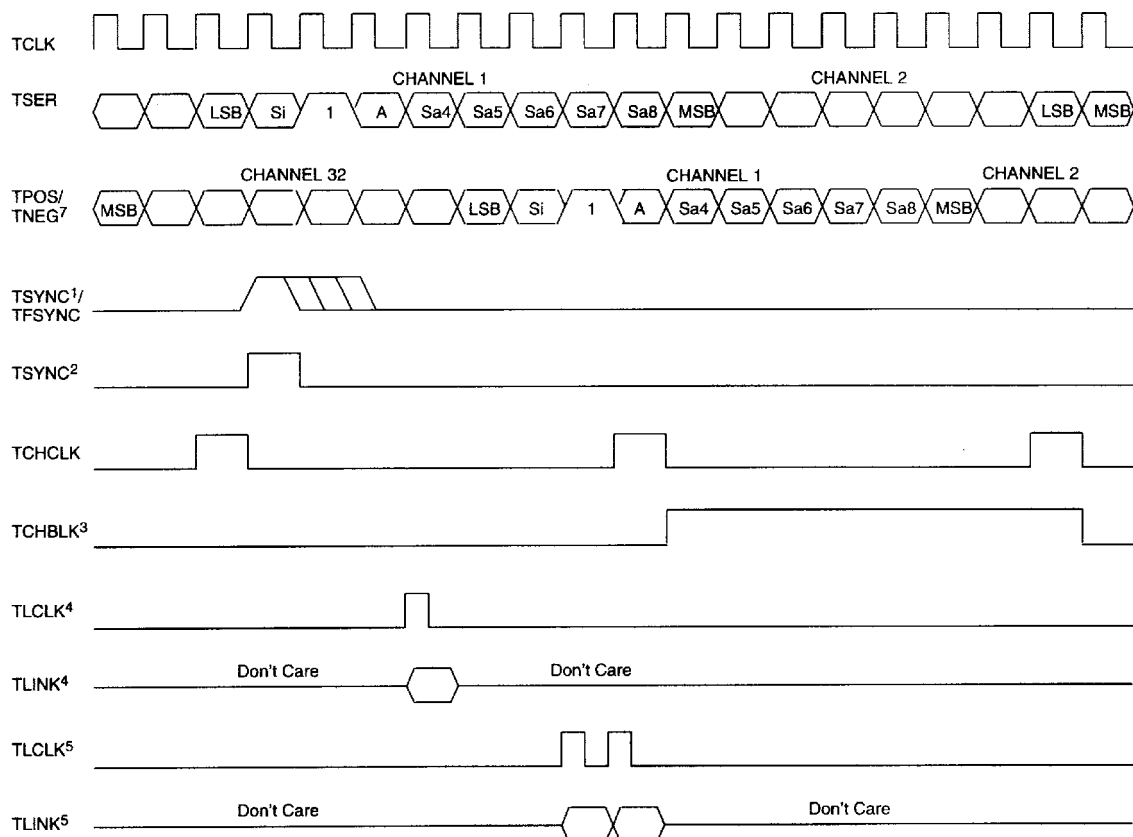 TCLK
CHANNEL 1 CHANNEL 2
TSER LSB Si 1 A Sa4 Sa5 Sa6 Sa7 Sa8 MSB LSB MSB
CHANNEL 32 CHANNEL 1 CHANNEL 2
TPOS/
TNEG⁷ MSB LSB Si 1 A Sa4 Sa5 Sa6 Sa7 Sa8 MSB
TSYNC¹/
TFSYNC
TSYNC²
TCHCLK
TCHBLK³
TLCLK⁴
Don't Care Don't Care
TLINK⁴
TLCLK⁵
Don't Care Don't Care
TLINK⁵